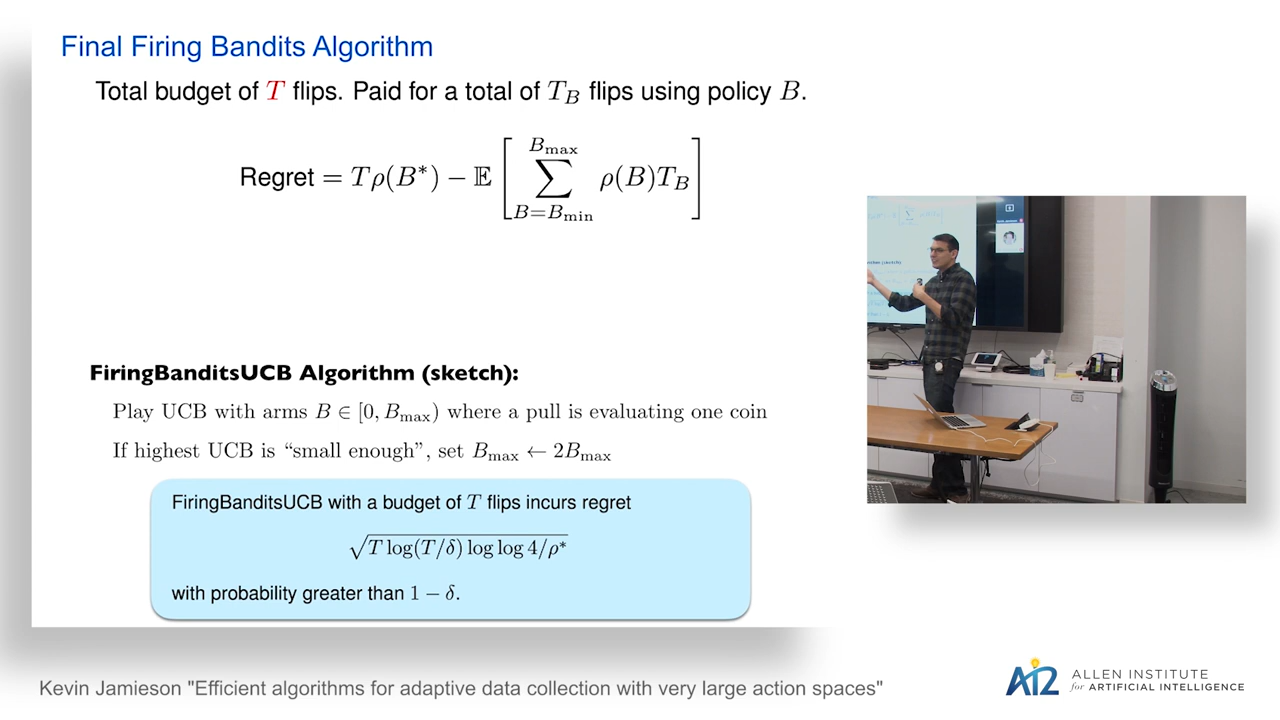 Final Firing Bandits Algorithm
Total budget of T flips. Paid for a total of T_B flips using policy B.
Regret = Tρ(B*) − 𝔼 [ ∑_{B=B_min}^{B_max} ρ(B)T_B ]
FiringBanditsUCB Algorithm (sketch):
Play UCB with arms B ∈ [0, B_max) where a pull is evaluating one coin
If highest UCB is “small enough”, set B_max ← 2B_max
FiringBanditsUCB with a budget of T flips incurs regret
√(T log(T/δ) log log 4/ρ*)
with probability greater than 1 − δ.
Kevin Jamieson "Efficient algorithms for adaptive data collection with very large action spaces"
AI2
ALLEN INSTITUTE
for ARTIFICIAL INTELLIGENCE